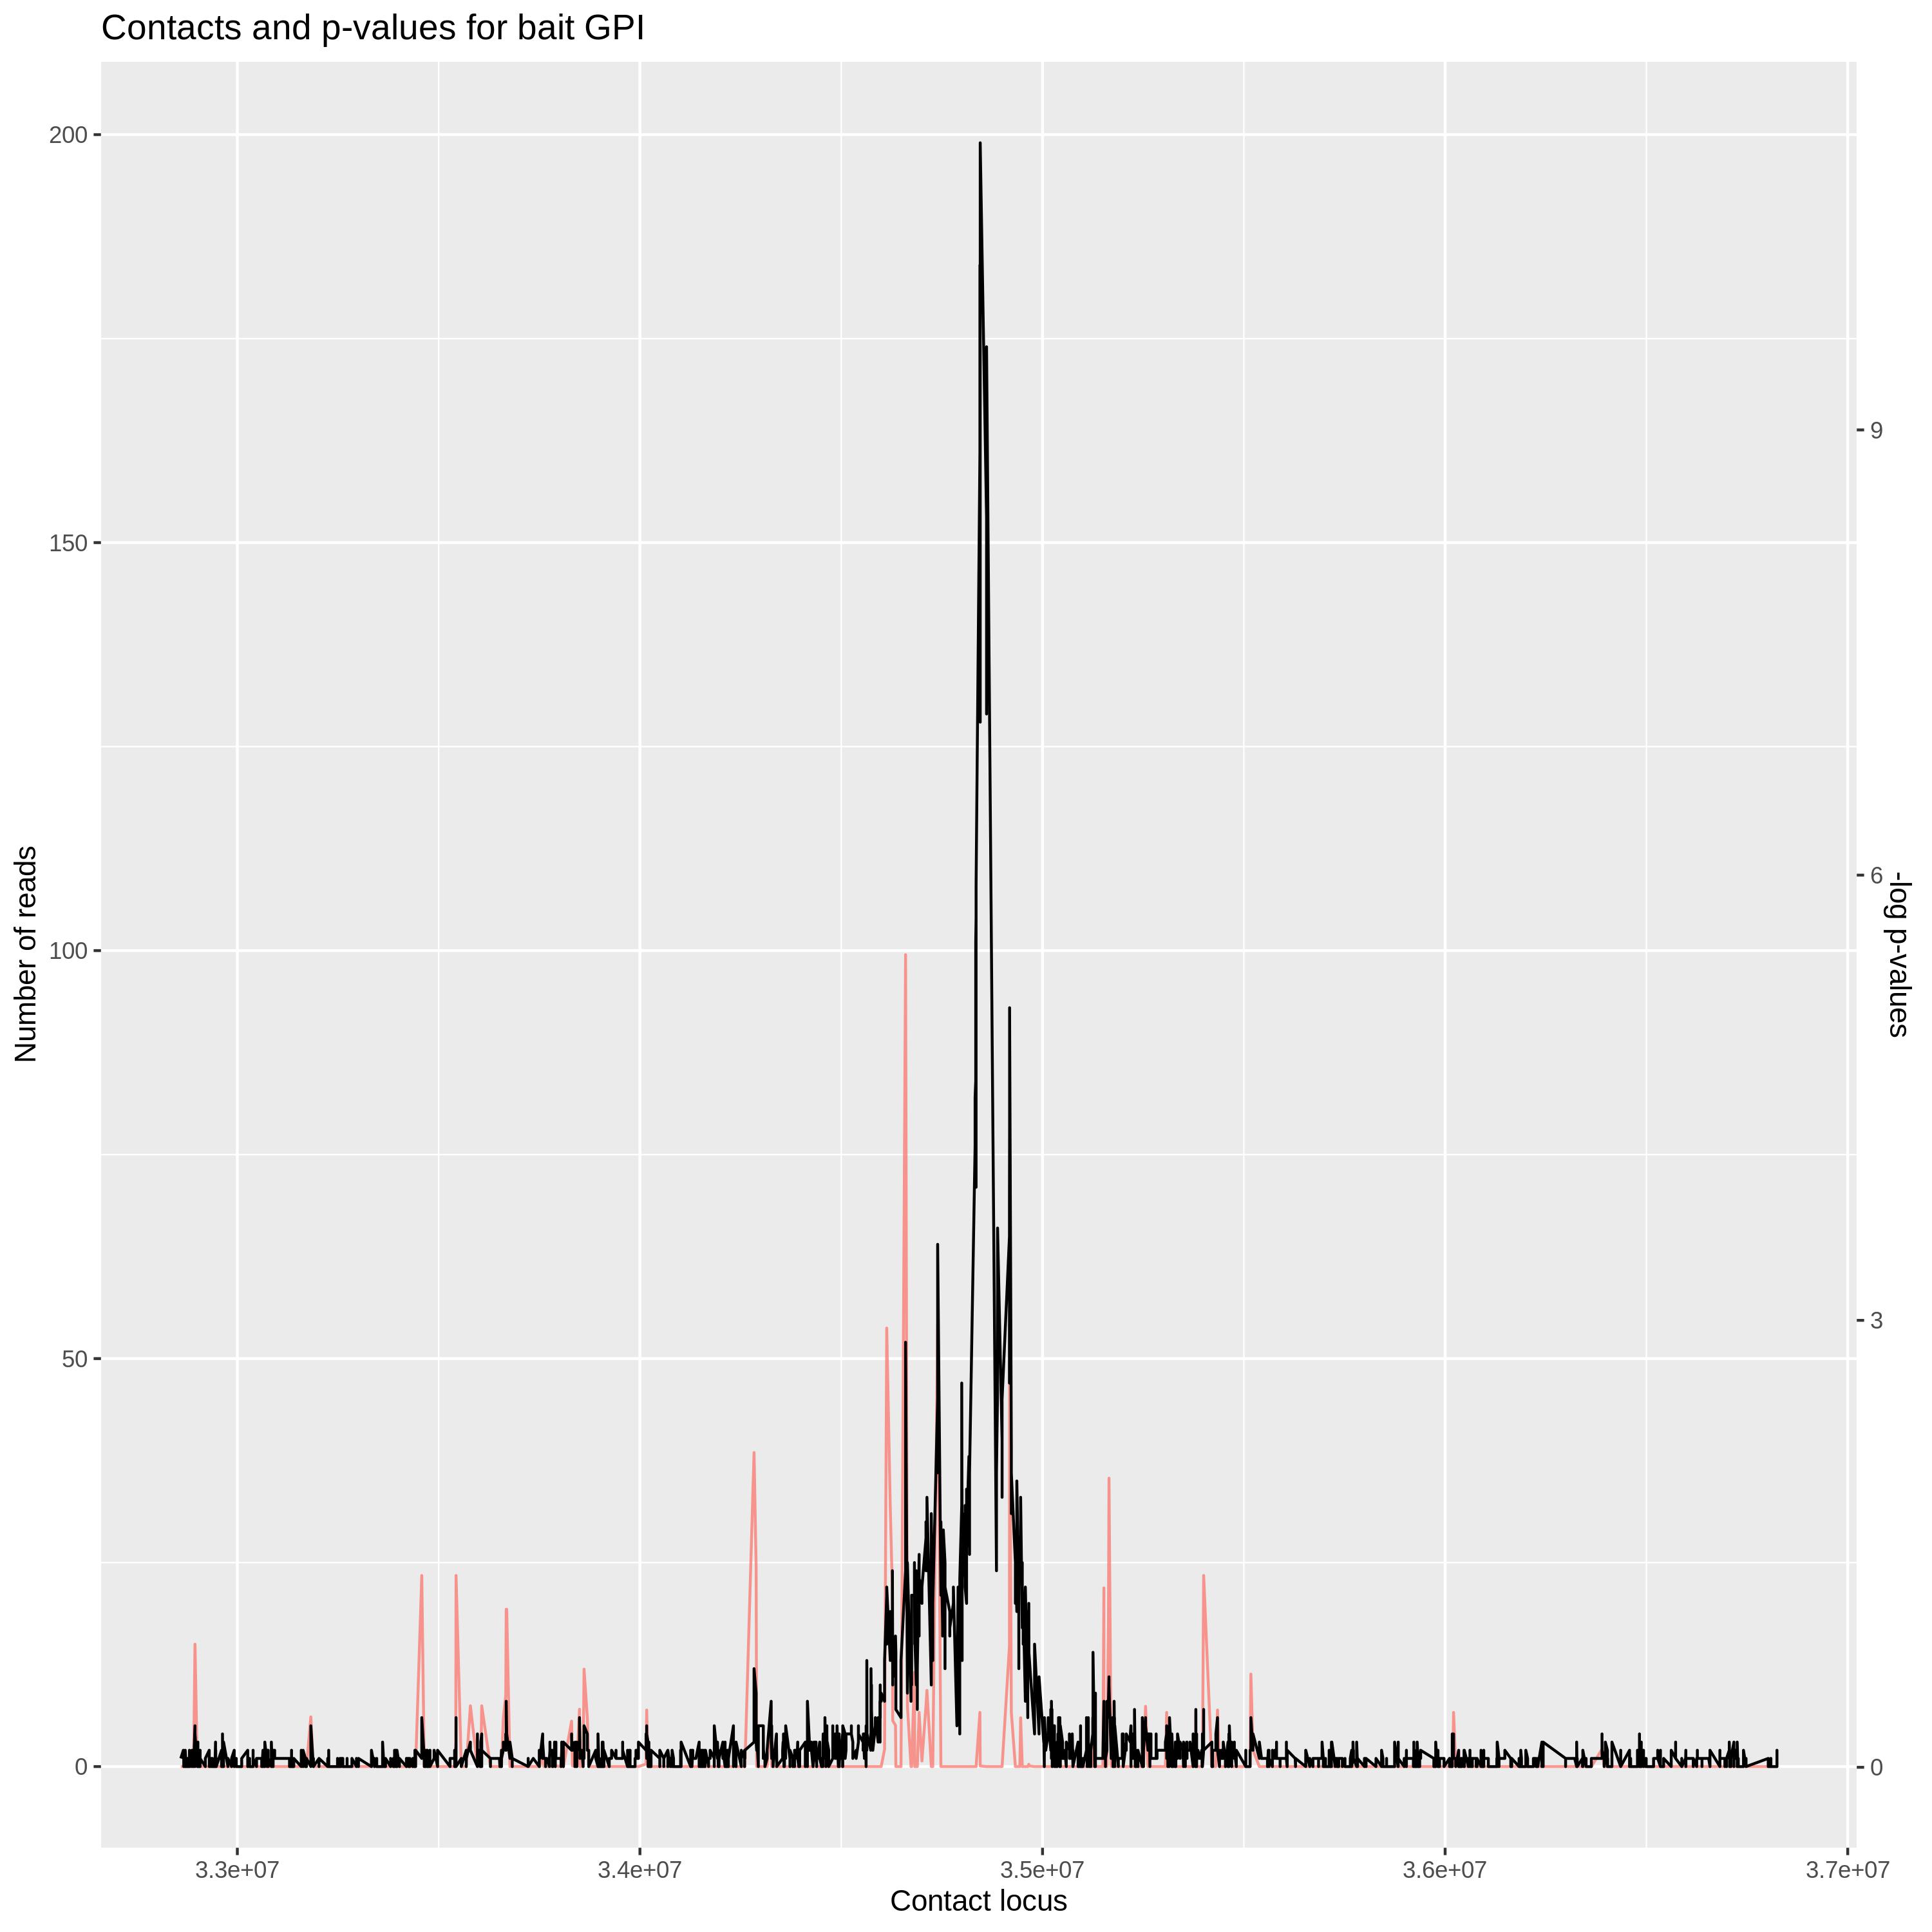 Contacts and p-values for bait GPI
Number of reads
200
150
100
50
0
9
6
3
0
-log p-values
3.3e+07
3.4e+07
3.5e+07
3.6e+07
3.7e+07
Contact locus